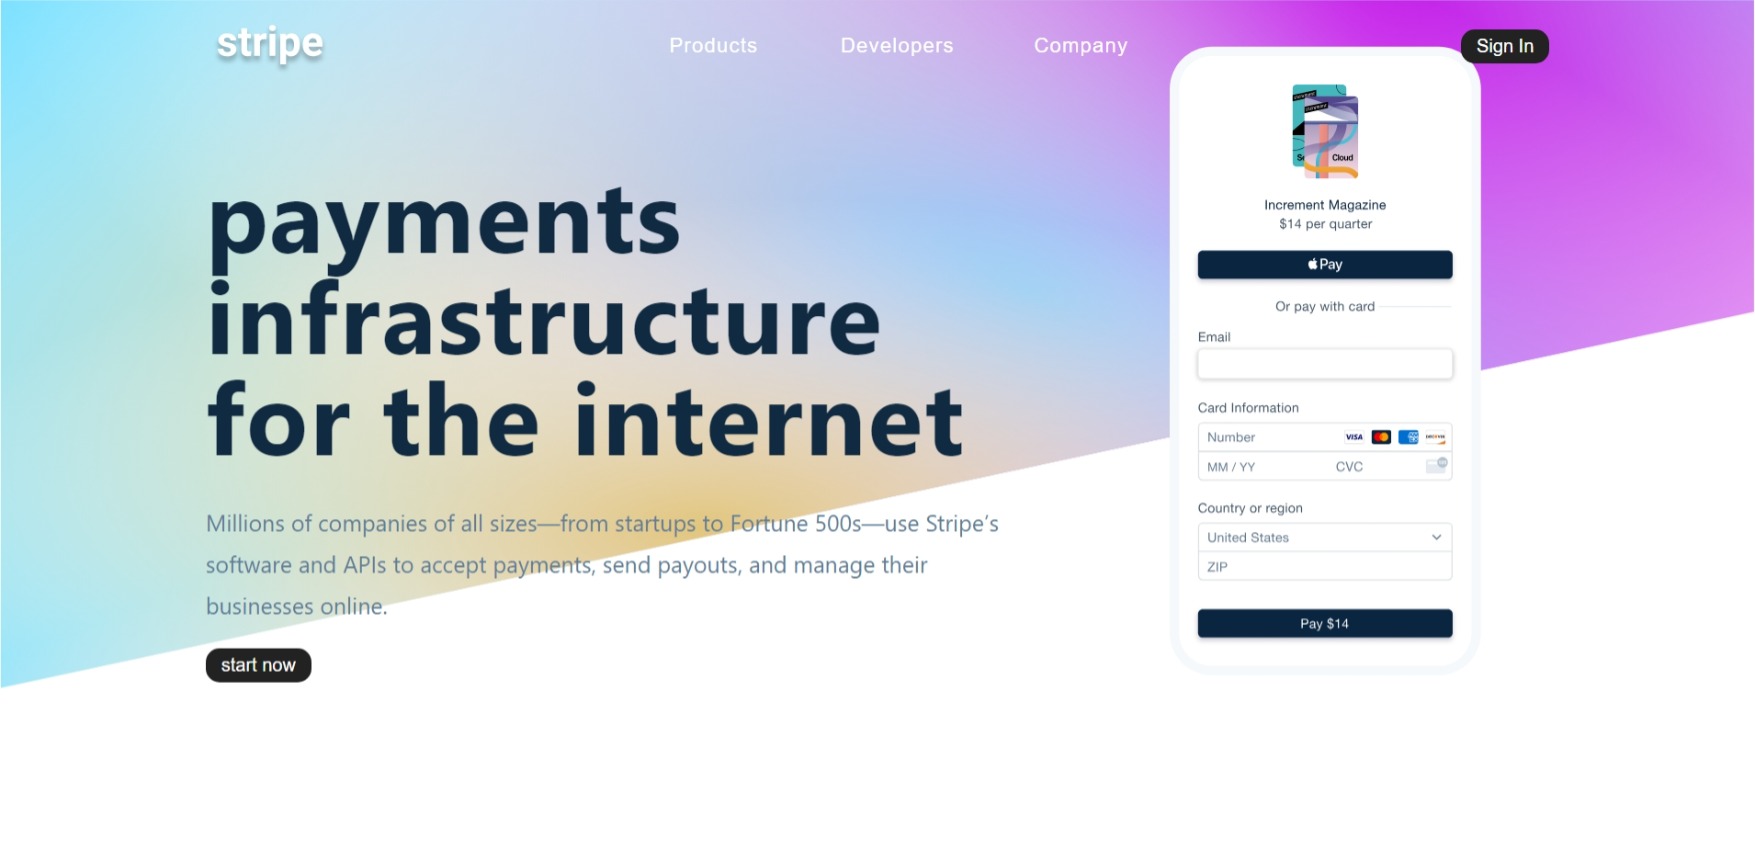 stripe
Products
Developers
Company
Sign In
payments
infrastructure
for the internet
Millions of companies of all sizes—from startups to Fortune 500s—use Stripe’s
software and APIs to accept payments, send payouts, and manage their
businesses online.
start now
Cloud
Increment Magazine
$14 per quarter
Pay
Or pay with card
Email
Card Information
Number
VISA
MM / YY
CVC
Country or region
United States
ZIP
Pay $14